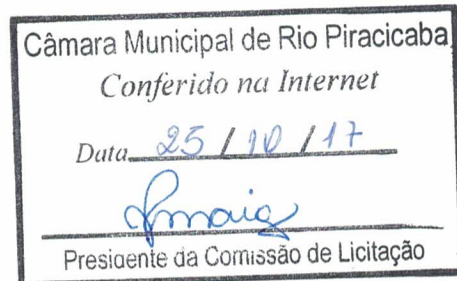 Câmara Municipal de Rio Piracicaba
Conferido na Internet
Data 25 / 10 / 17
Presidente da Comissão de Licitação